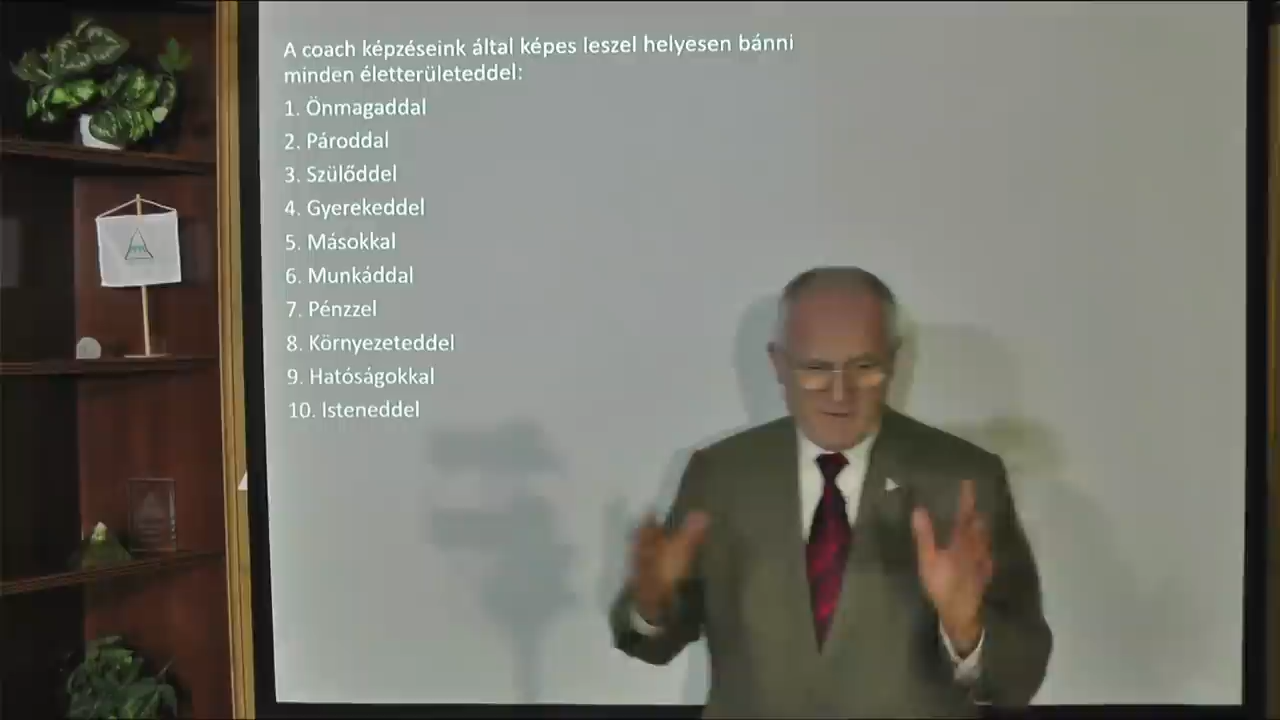 A coach képzéseink által képes leszel helyesen bánni
minden életterületeddel:
1. Önmagaddal
2. Pároddal
3. Szülőddel
4. Gyerekeddel
5. Másokkal
6. Munkáddal
7. Pénzzel
8. Környezeteddel
9. Hatóságokkal
10. Isteneddel